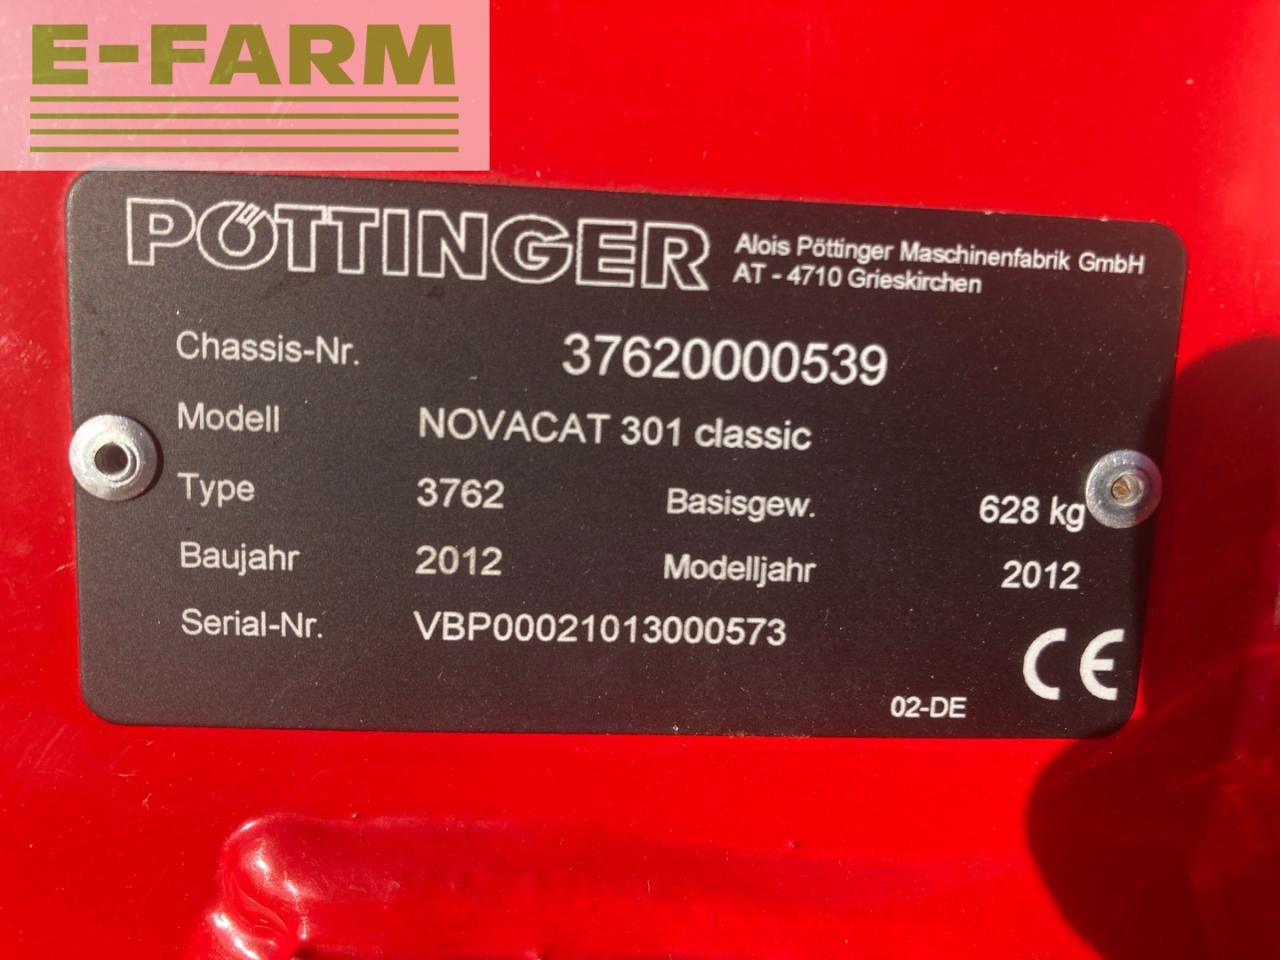 E-FARM
PÖTTINGER
Alois Pöttinger Maschinenfabrik GmbH
AT - 4710 Grieskirchen
Chassis-Nr. 37620000539
Modell NOVACAT 301 classic
Type 3762 Basisgew. 628 kg
Baujahr 2012 Modelljahr 2012
Serial-Nr. VBP00021013000573
CE
02-DE